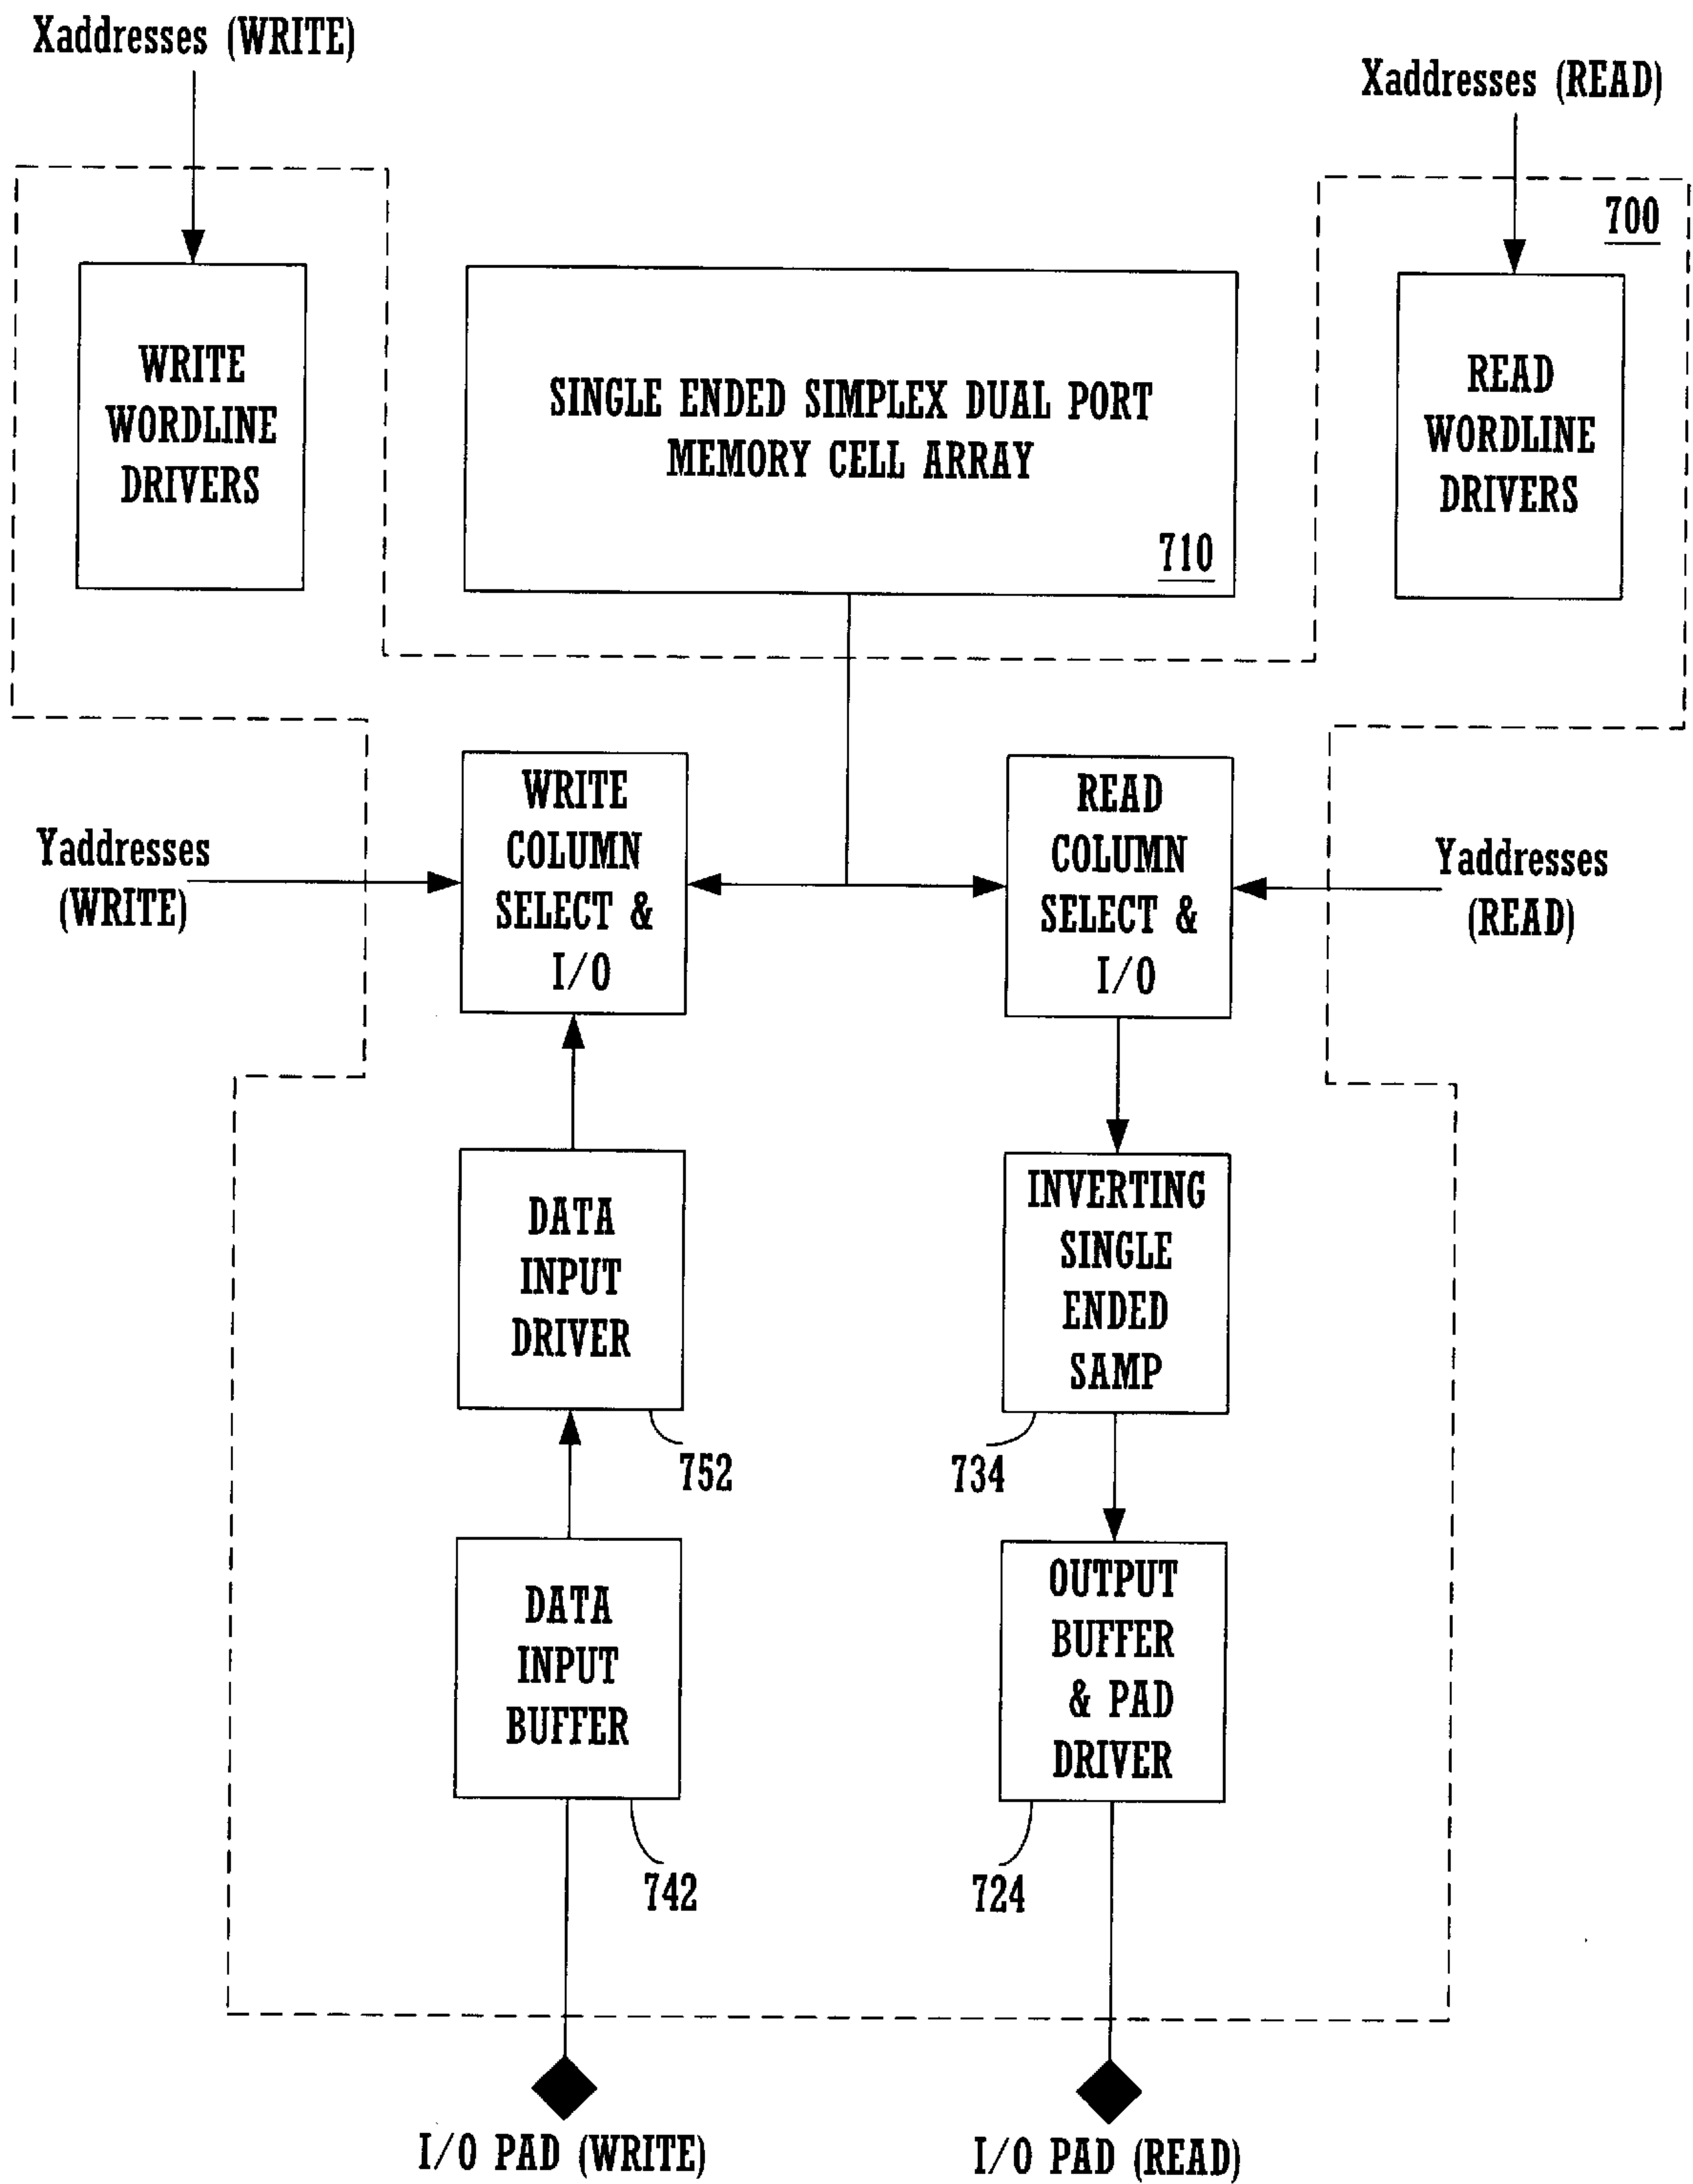 Xaddresses (WRITE)
Xaddresses (READ)
700
WRITE
WORDLINE
DRIVERS
SINGLE ENDED SIMPLEX DUAL PORT
MEMORY CELL ARRAY
710
READ
WORDLINE
DRIVERS
Yaddresses
(WRITE)
WRITE
COLUMN
SELECT &
I/O
READ
COLUMN
SELECT &
I/O
Yaddresses
(READ)
DATA
INPUT
DRIVER
752
INVERTING
SINGLE
ENDED
SAMP
734
DATA
INPUT
BUFFER
742
OUTPUT
BUFFER
& PAD
DRIVER
724
I/O PAD (WRITE)
I/O PAD (READ)